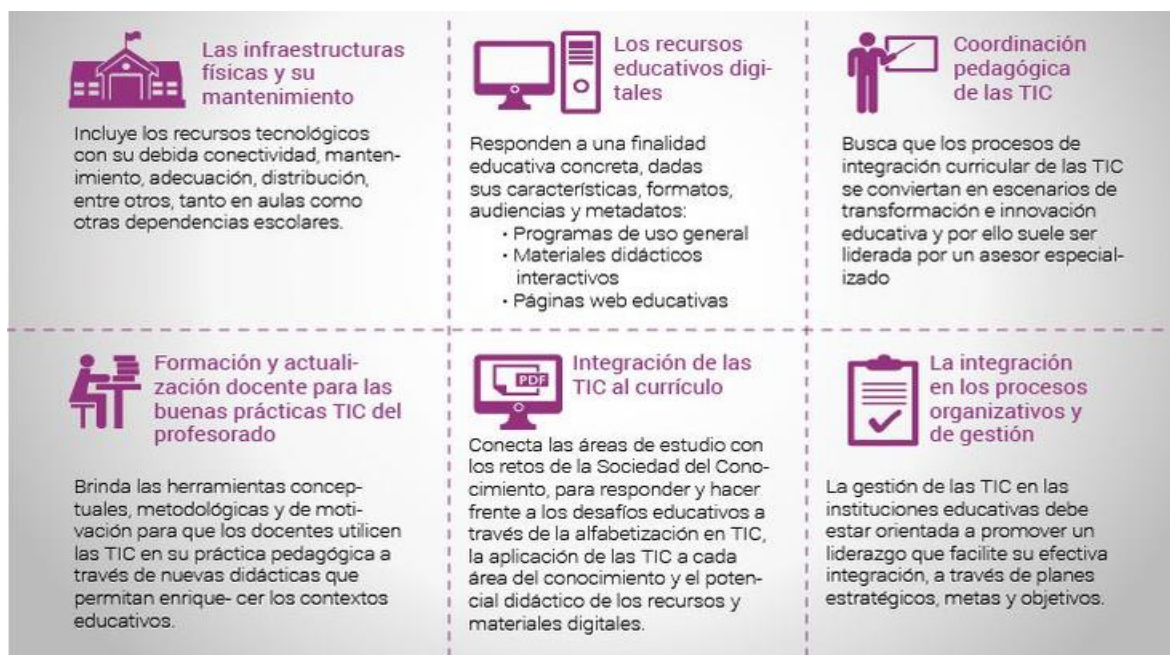 Las infraestructuras
físicas y su
mantenimiento
Incluye los recursos tecnológicos
con su debida conectividad, manten-
imiento, adecuación, distribución,
entre otros, tanto en aulas como
otras dependencias escolares.
Los recursos
educativos digi-
tales
Responden a una finalidad
educativa concreta, dadas
sus características, formatos,
audiencias y metadatos:
• Programas de uso general
• Materiales didácticos
interactivos
• Páginas web educativas
Coordinación
pedagógica
de las TIC
Busca que los procesos de
integración curricular de las TIC
se conviertan en escenarios de
transformación e innovación
educativa y por ello suele ser
liderada por un asesor especial-
izado
Formación y actuali-
zación docente para las
buenas prácticas TIC del
profesorado
Brinda las herramientas concep-
tuales, metodológicas y de moti-
vación para que los docentes utilicen
las TIC en su práctica pedagógica a
través de nuevas didácticas que
permitan enrique- cer los contextos
educativos.
PDF
Integración de las
TIC al currículo
Conecta las áreas de estudio con
los retos de la Sociedad del Cono-
cimiento, para responder y hacer
frente a los desafíos educativos a
través de la alfabetización en TIC,
la aplicación de las TIC a cada
área del conocimiento y el poten-
cial didáctico de los recursos y
materiales digitales.
La integración
en los procesos
organizativos y
de gestión
La gestión de las TIC en las
instituciones educativas debe
estar orientada a promover un
liderazgo que facilite su efectiva
integración, a través de planes
estratégicos, metas y objetivos.